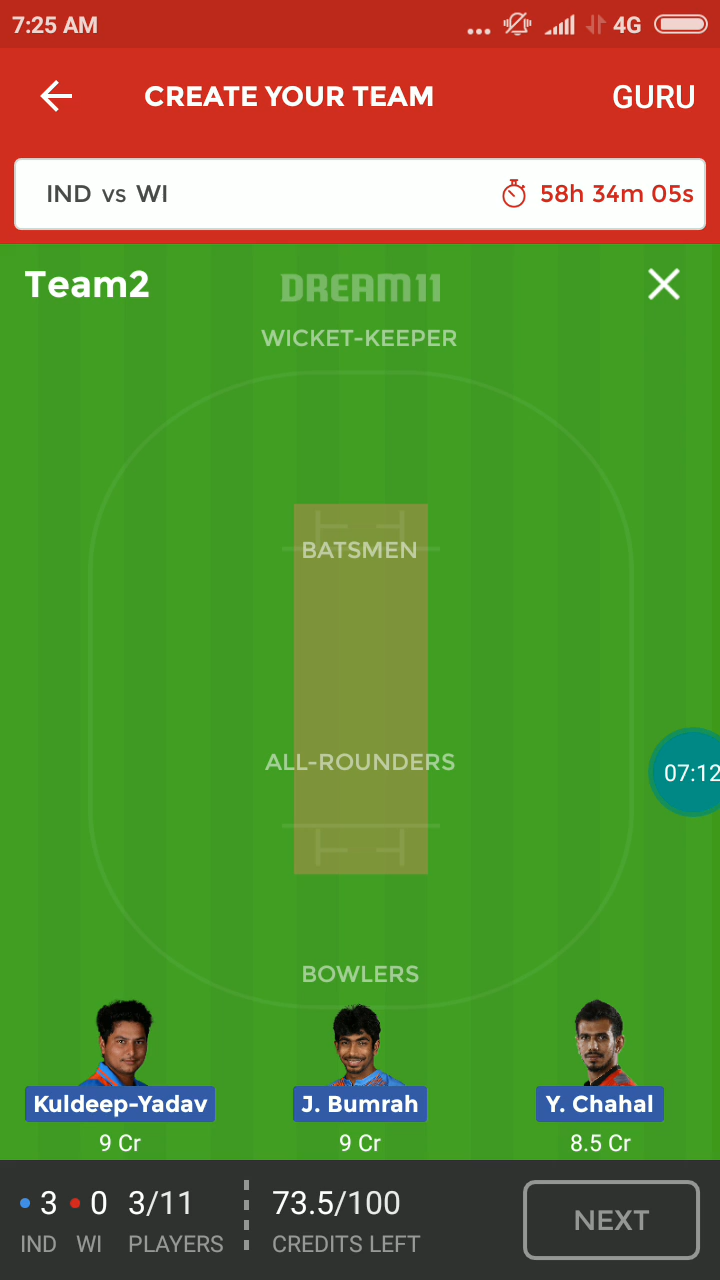 7:25 AM 4G
CREATE YOUR TEAM GURU
IND vs WI 58h 34m 05s
Team2 DREAM11
WICKET-KEEPER
BATSMEN
ALL-ROUNDERS
07:12
BOWLERS
Kuldeep-Yadav J. Bumrah Y. Chahal
9 Cr 9 Cr 8.5 Cr
3 0 3/11 73.5/100 NEXT
IND WI PLAYERS CREDITS LEFT